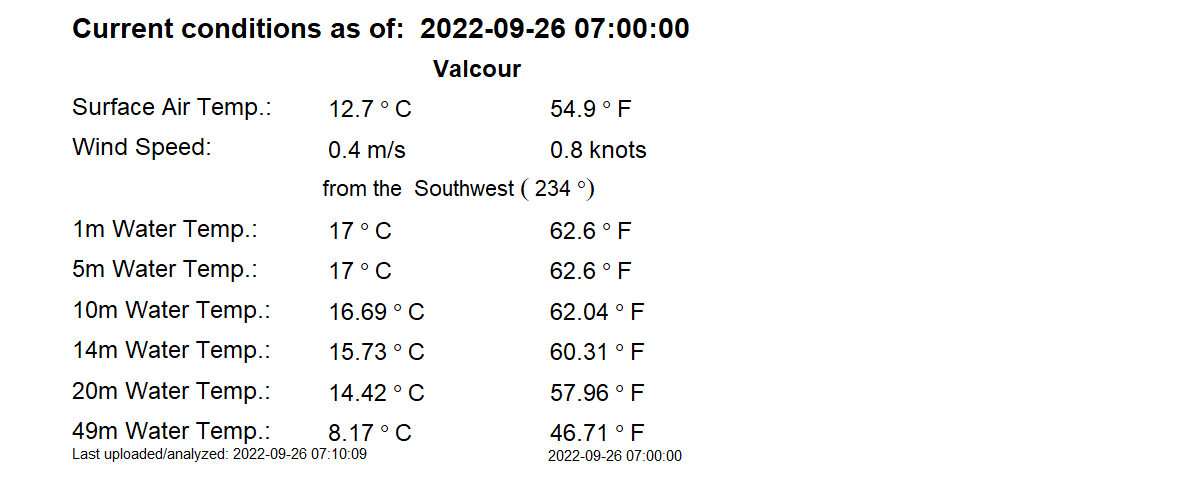 Current conditions as of:  2022-09-26 07:00:00
Valcour
Surface Air Temp.: 12.7 ° C 54.9 ° F
Wind Speed: 0.4 m/s 0.8 knots
from the  Southwest ( 234 °)
1m Water Temp.: 17 ° C 62.6 ° F
5m Water Temp.: 17 ° C 62.6 ° F
10m Water Temp.: 16.69 ° C 62.04 ° F
14m Water Temp.: 15.73 ° C 60.31 ° F
20m Water Temp.: 14.42 ° C 57.96 ° F
49m Water Temp.: 8.17 ° C 46.71 ° F
Last uploaded/analyzed: 2022-09-26 07:10:09 2022-09-26 07:00:00